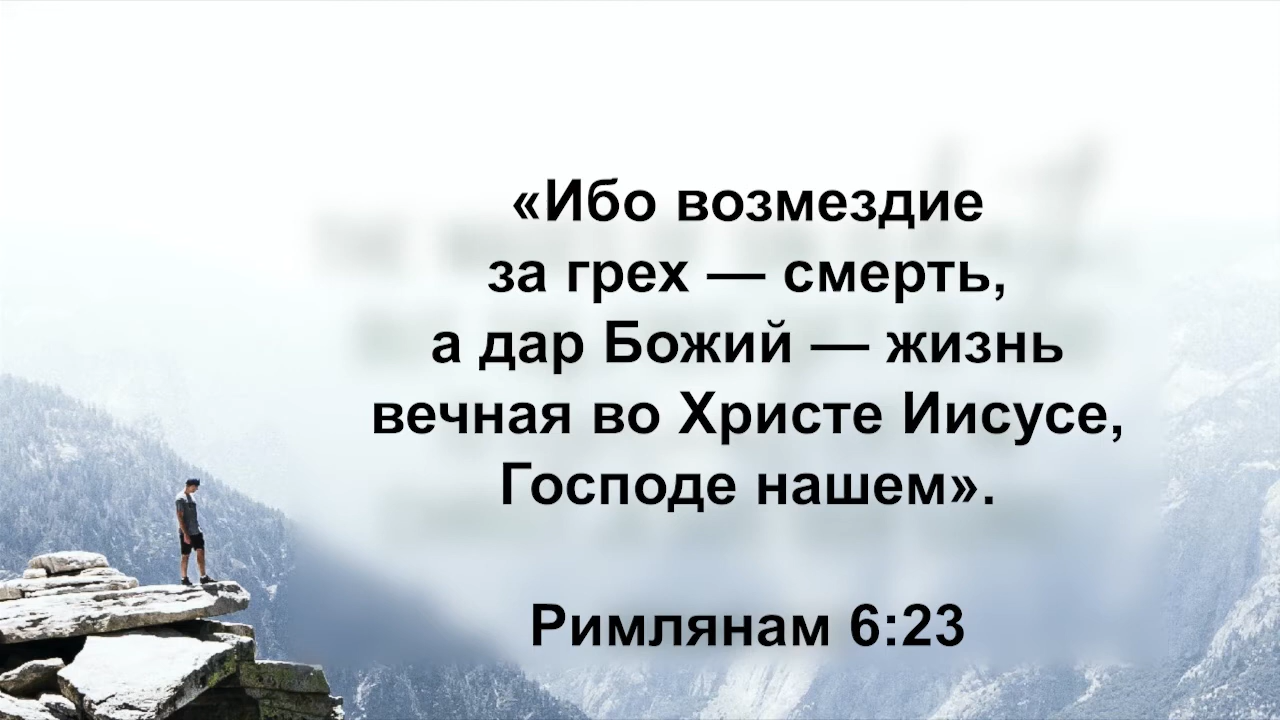 «Ибо возмездие
за грех — смерть,
а дар Божий — жизнь
вечная во Христе Иисусе,
Господе нашем».
Римлянам 6:23